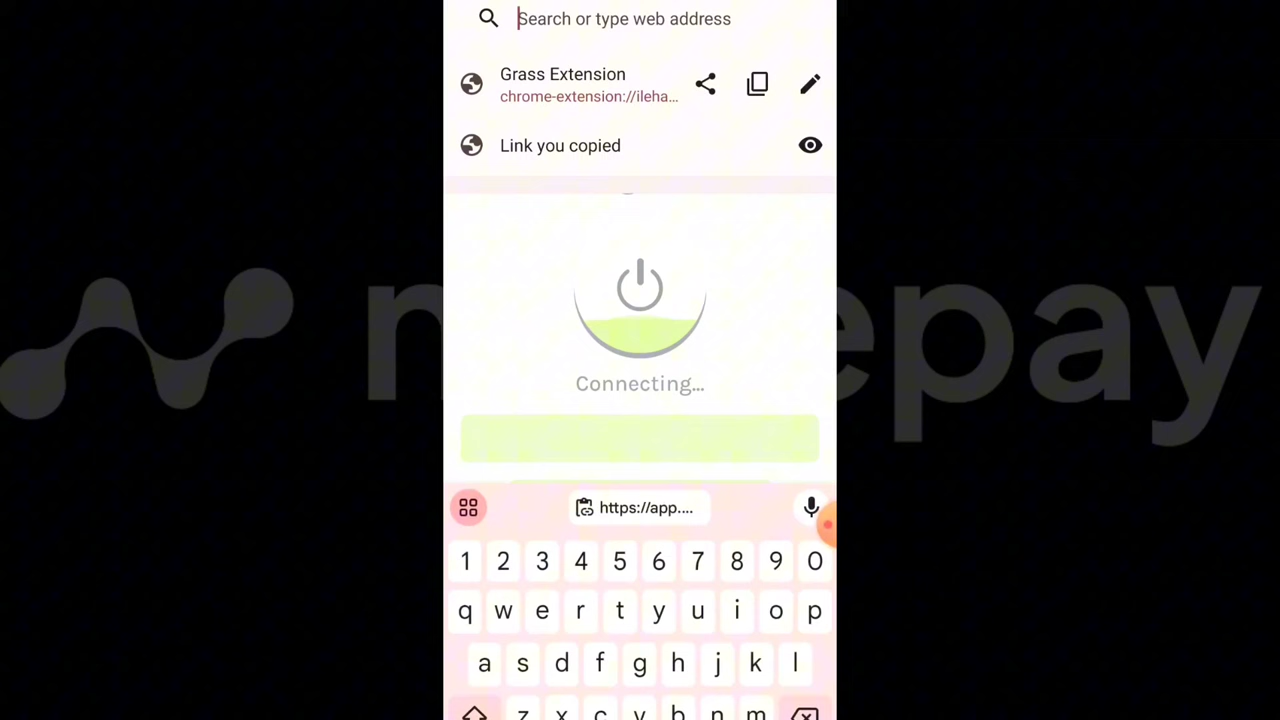 Search or type web address
Grass Extension
chrome-extension://ileha...
Link you copied
Connecting...
https://app....
1 2 3 4 5 6 7 8 9 0
q w e r t y u i o p
a s d f g h j k l
z x c v b n m
n
epay